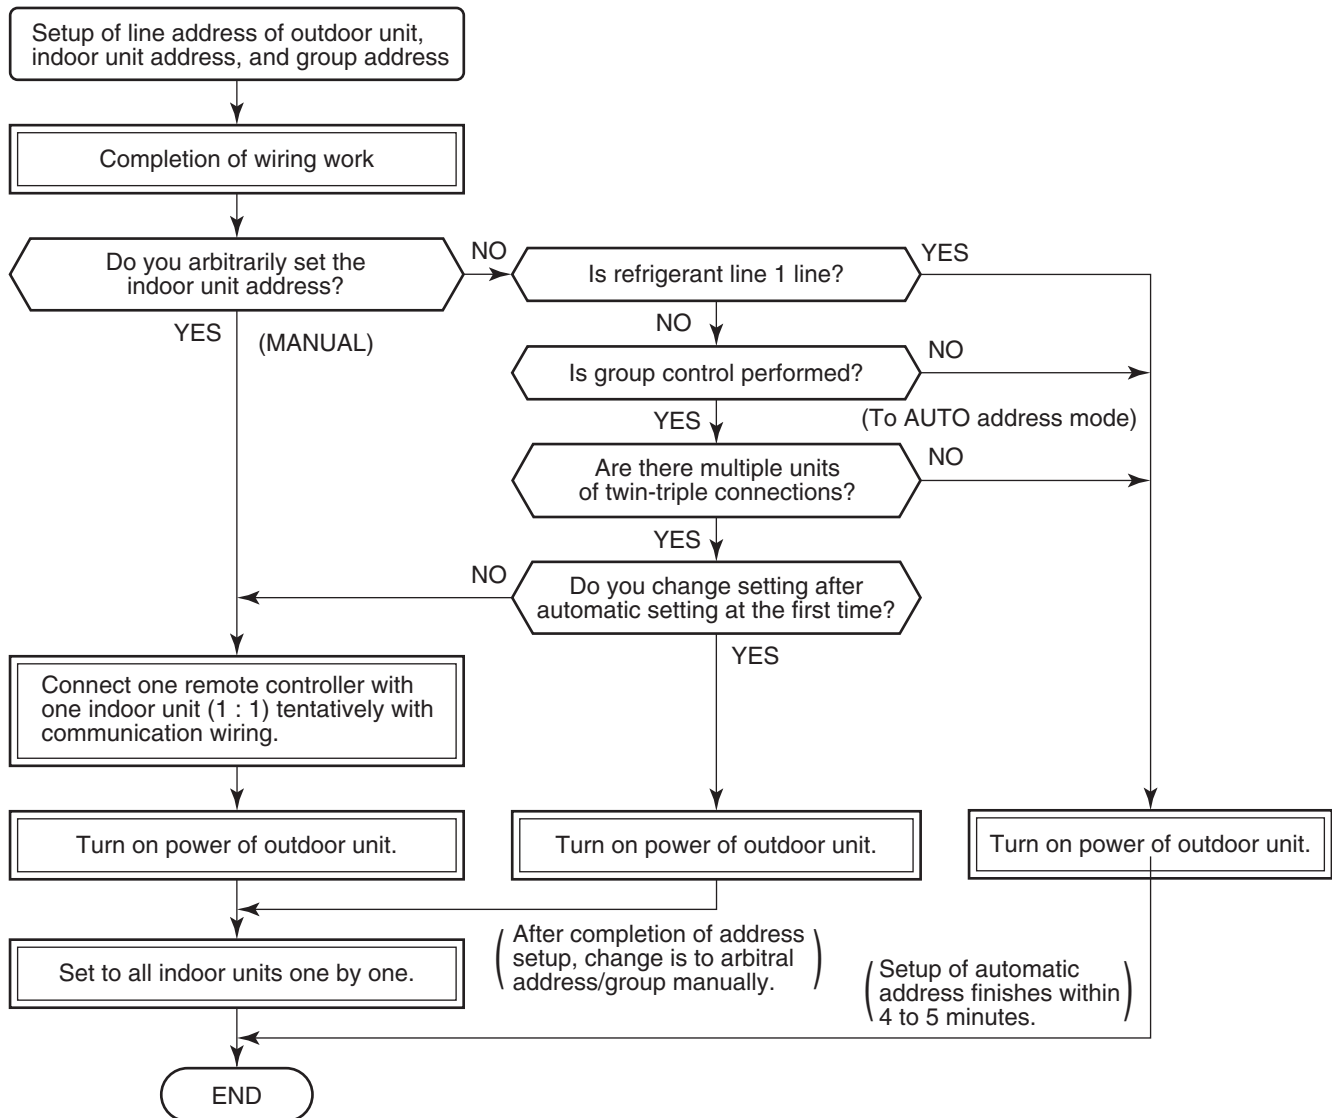 Setup of line address of outdoor unit,
indoor unit address, and group address
Completion of wiring work
Do you arbitrarily set the
indoor unit address?
NO
Is refrigerant line 1 line?
YES
YES
(MANUAL)
NO
Is group control performed?
NO
YES
(To AUTO address mode)
Are there multiple units
of twin-triple connections?
NO
YES
Do you change setting after
automatic setting at the first time?
NO
YES
Connect one remote controller with
one indoor unit (1 : 1) tentatively with
communication wiring.
Turn on power of outdoor unit.
Turn on power of outdoor unit.
Turn on power of outdoor unit.
Set to all indoor units one by one.
(After completion of address
setup, change is to arbitral
address/group manually.)
(Setup of automatic
address finishes within
4 to 5 minutes.)
END